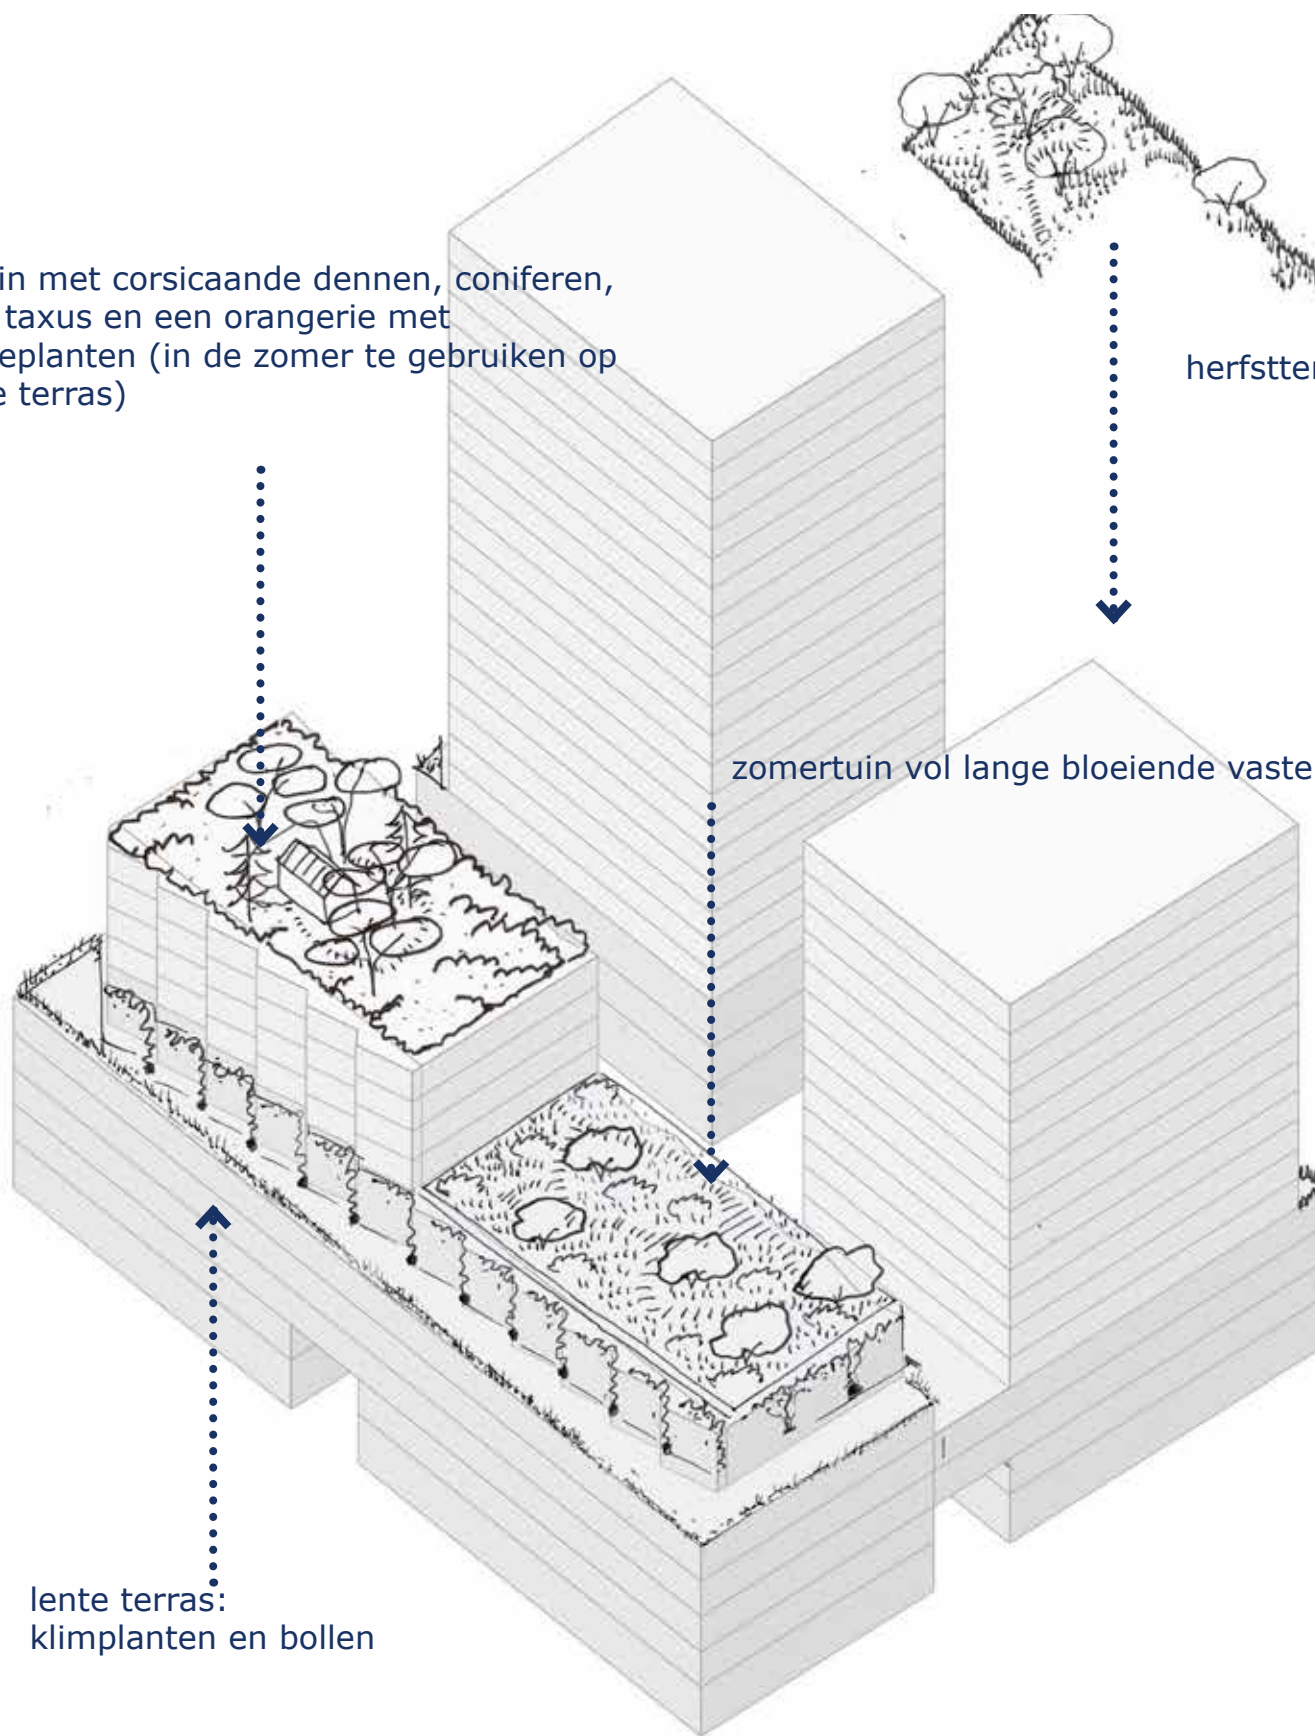 in met corsicaande dennen, coniferen,
taxus en een orangerie met
eplanten (in de zomer te gebruiken op
e terras)
herfstter
zomertuin vol lange bloeiende vaste
lente terras:
klimplanten en bollen